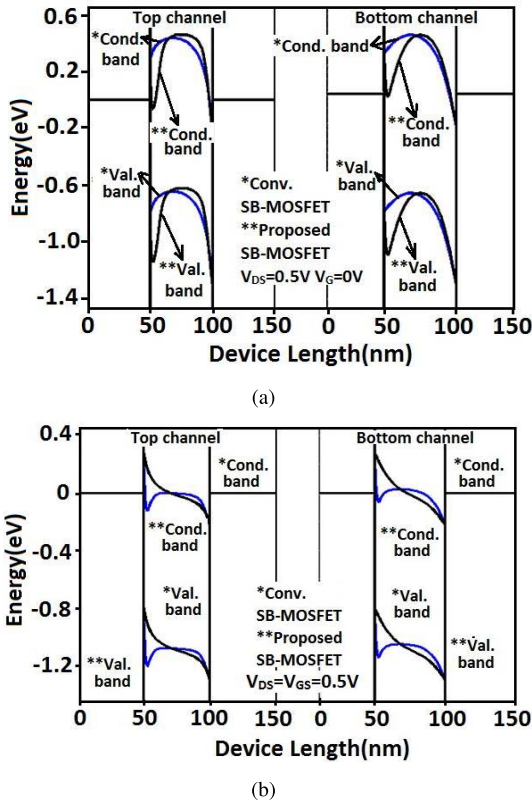 Top channel
Bottom channel
0.6
0.2
-0.2
-0.6
-1.0
-1.4
Energy(eV)
*Cond.
band
**Cond.
band
*Val.
band
**Val.
band
*Conv.
SB-MOSFET
**Proposed
SB-MOSFET
VDS=0.5V VG=0V
*Cond. band
**Cond.
band
*Val.
band
**Val.
band
0 50 100 150 0 50 100 150
Device Length(nm)
(a)
Top channel
Bottom channel
0.4
0
-0.4
-0.8
-1.2
Energy(eV)
*Cond.
band
**Cond.
band
*Val.
band
**Val.
band
*Conv.
SB-MOSFET
**Proposed
SB-MOSFET
VDS=VGS=0.5V
*Cond.
band
**Cond.
band
*Val.
band
**Val.
band
50 100 150 0 50 100 150
Device Length(nm)
(b)